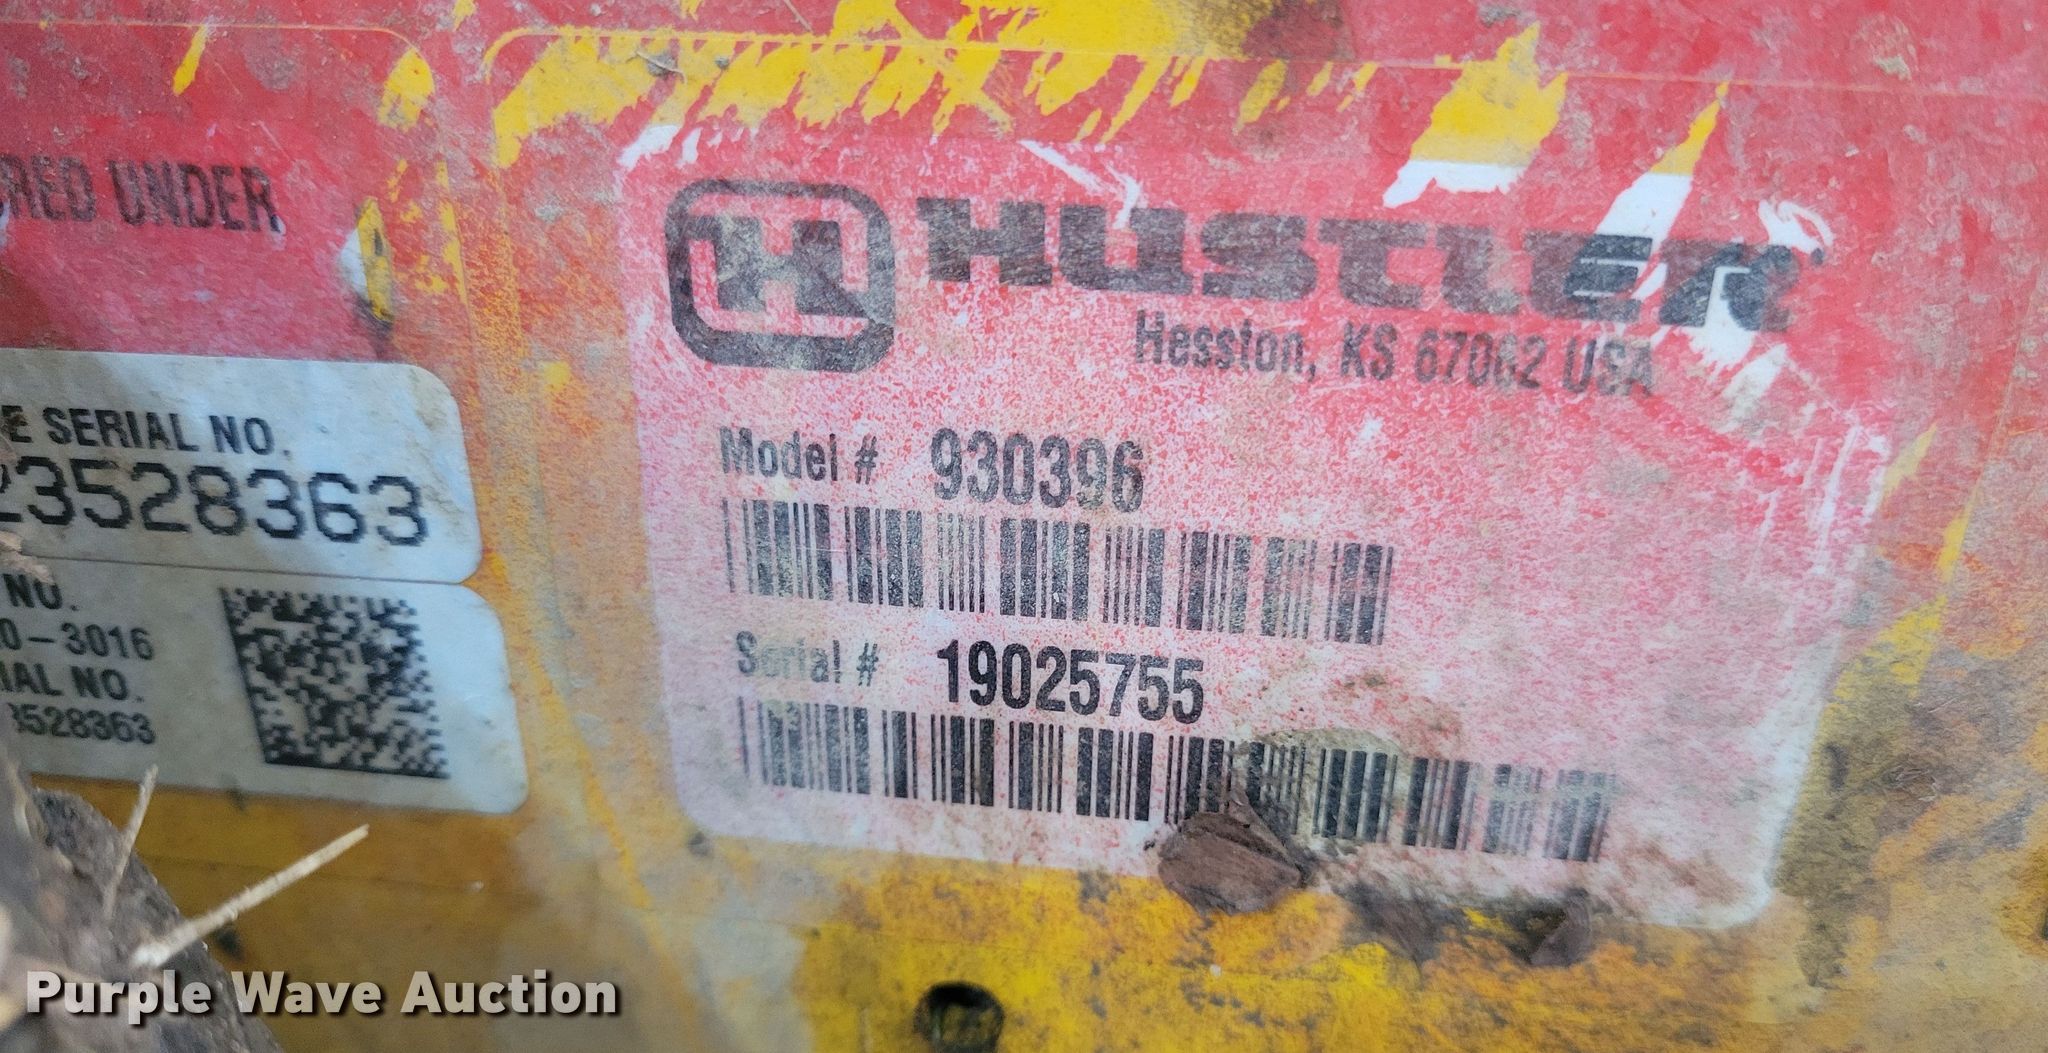 RED UNDER
E SERIAL NO.
23528363
NO.
0-3016
IAL NO.
3528363
H HUSTLER
Hesston, KS 67062 USA
Model # 930396
Serial # 19025755
Purple Wave Auction